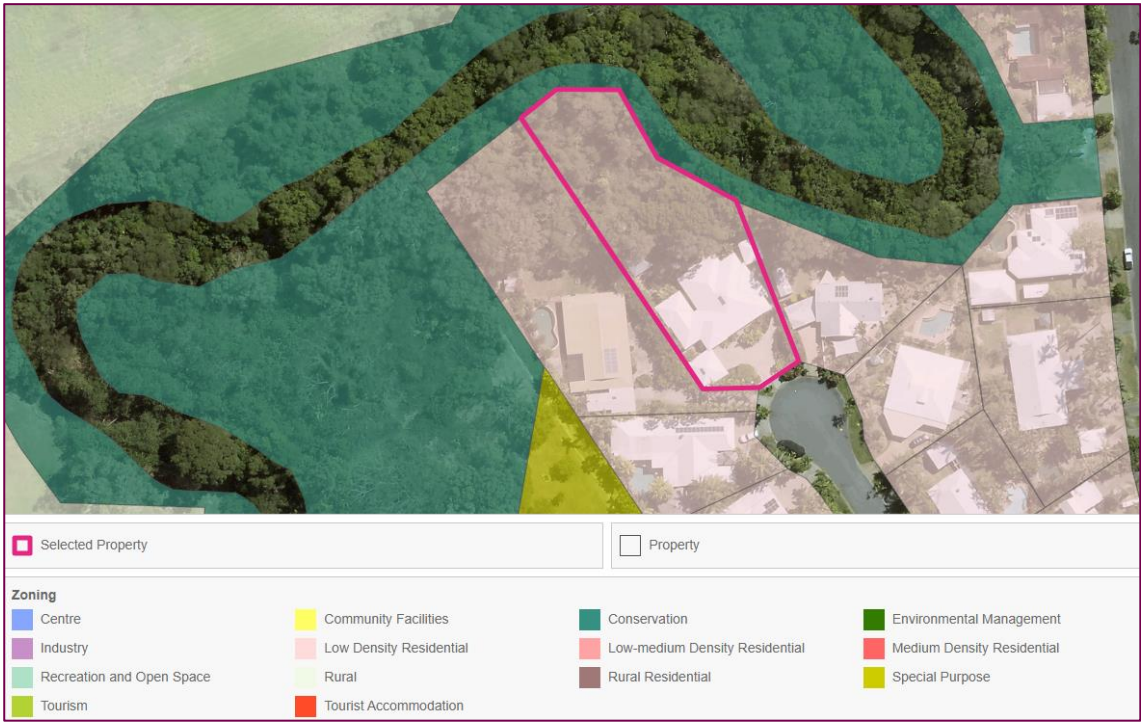 Selected Property
Property
Zoning
Centre
Community Facilities
Conservation
Environmental Management
Industry
Low Density Residential
Low-medium Density Residential
Medium Density Residential
Recreation and Open Space
Rural
Rural Residential
Special Purpose
Tourism
Tourist Accommodation